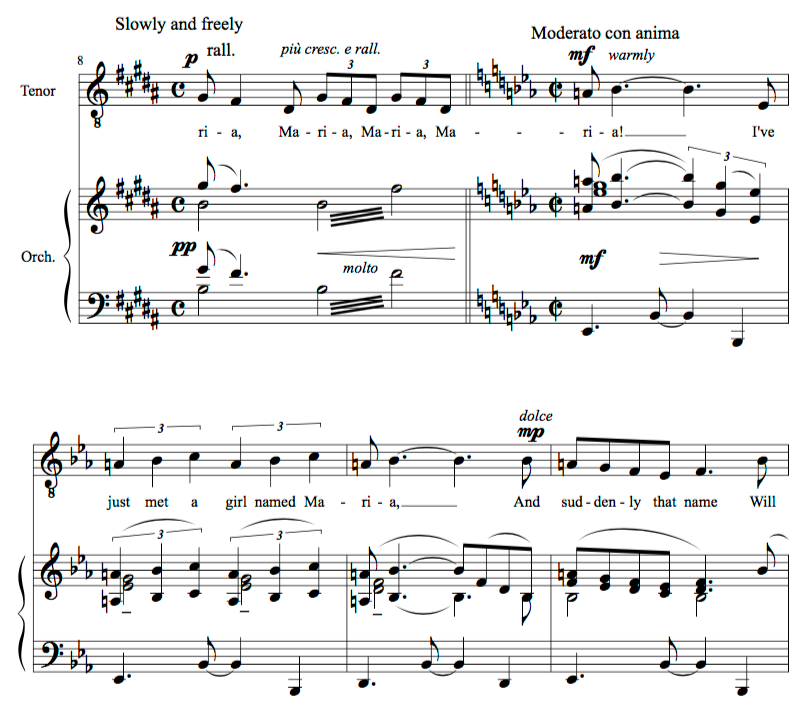 Slowly and freely
Moderato con anima
p rall. più cresc. e rall. mf warmly
8 3 3
Tenor
8
ri - a, Ma - ri - a, Ma - ri - a, Ma - - - ri - a! I've
3
pp mf
Orch. molto
dolce
3 3 mp
8
just met a girl named Ma - ri - a, And sud - den - ly that name Will
3 3